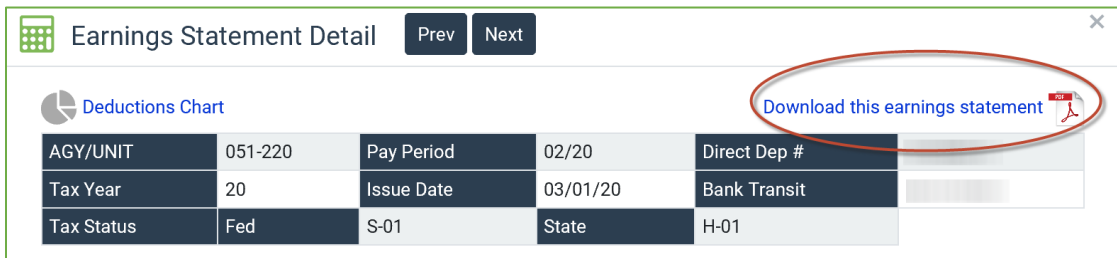 Earnings Statement Detail Prev Next ×
Deductions Chart Download this earnings statement PDF
AGY/UNIT 051-220 Pay Period 02/20 Direct Dep #
Tax Year 20 Issue Date 03/01/20 Bank Transit
Tax Status Fed S-01 State H-01